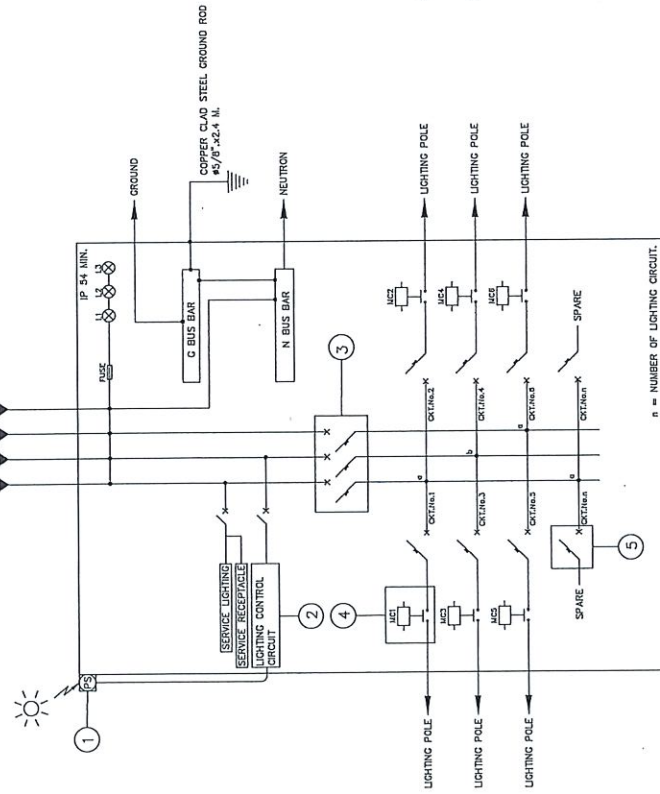 IP 54 MIN.
PS
1
L1
L2
L3
FUSE
GROUND
COPPER CLAD STEEL GROUND ROD
ø5/8".x2.4 M.
G BUS BAR
N BUS BAR
NEUTRON
SERVICE LIGHTING
SERVICE RECEPTACLE
LIGHTING CONTROL
CIRCUIT
2
3
4
MC1
MC2
LIGHTING POLE
CKT.No.1
a
CKT.No.2
LIGHTING POLE
MC3
MC4
LIGHTING POLE
CKT.No.3
b
CKT.No.4
LIGHTING POLE
MC5
MC6
LIGHTING POLE
CKT.No.5
CKT.No.6
LIGHTING POLE
SPARE
CKT.No.n
CKT.No.n
SPARE
5
n = NUMBER OF LIGHTING CIRCUIT.